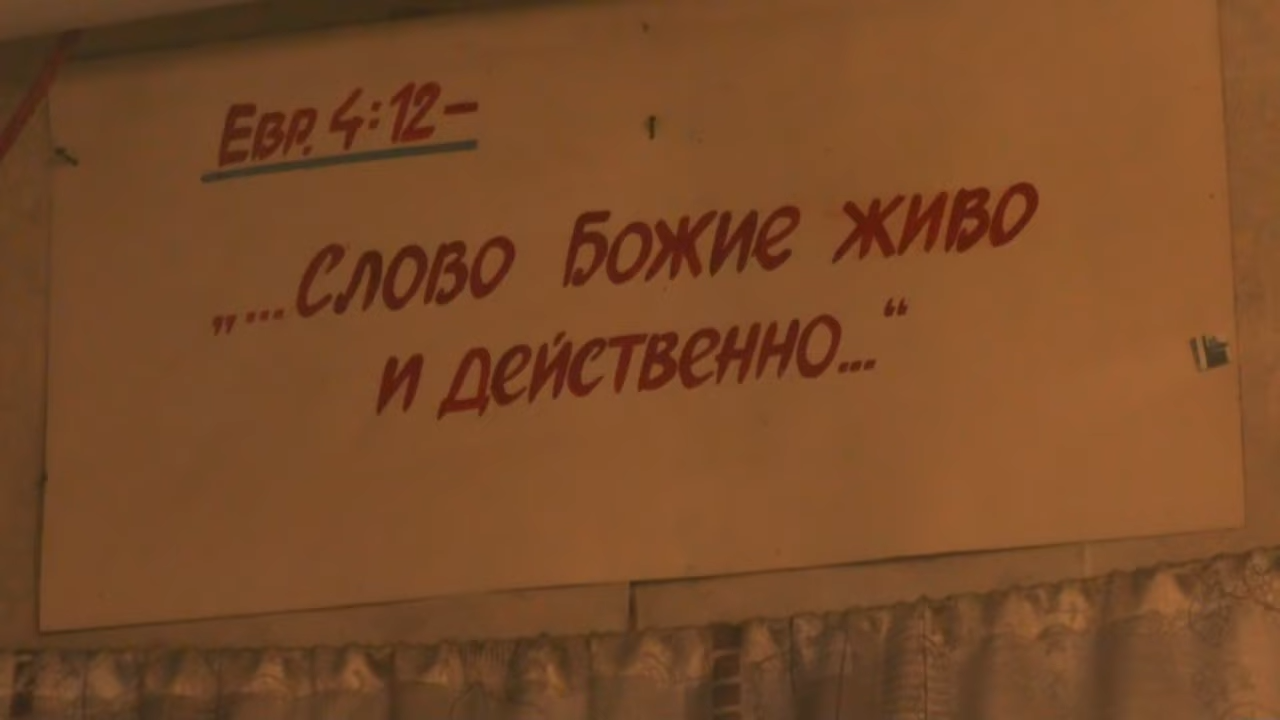 Евр. 4:12–
„...Слово Божие живо
и действенно...“